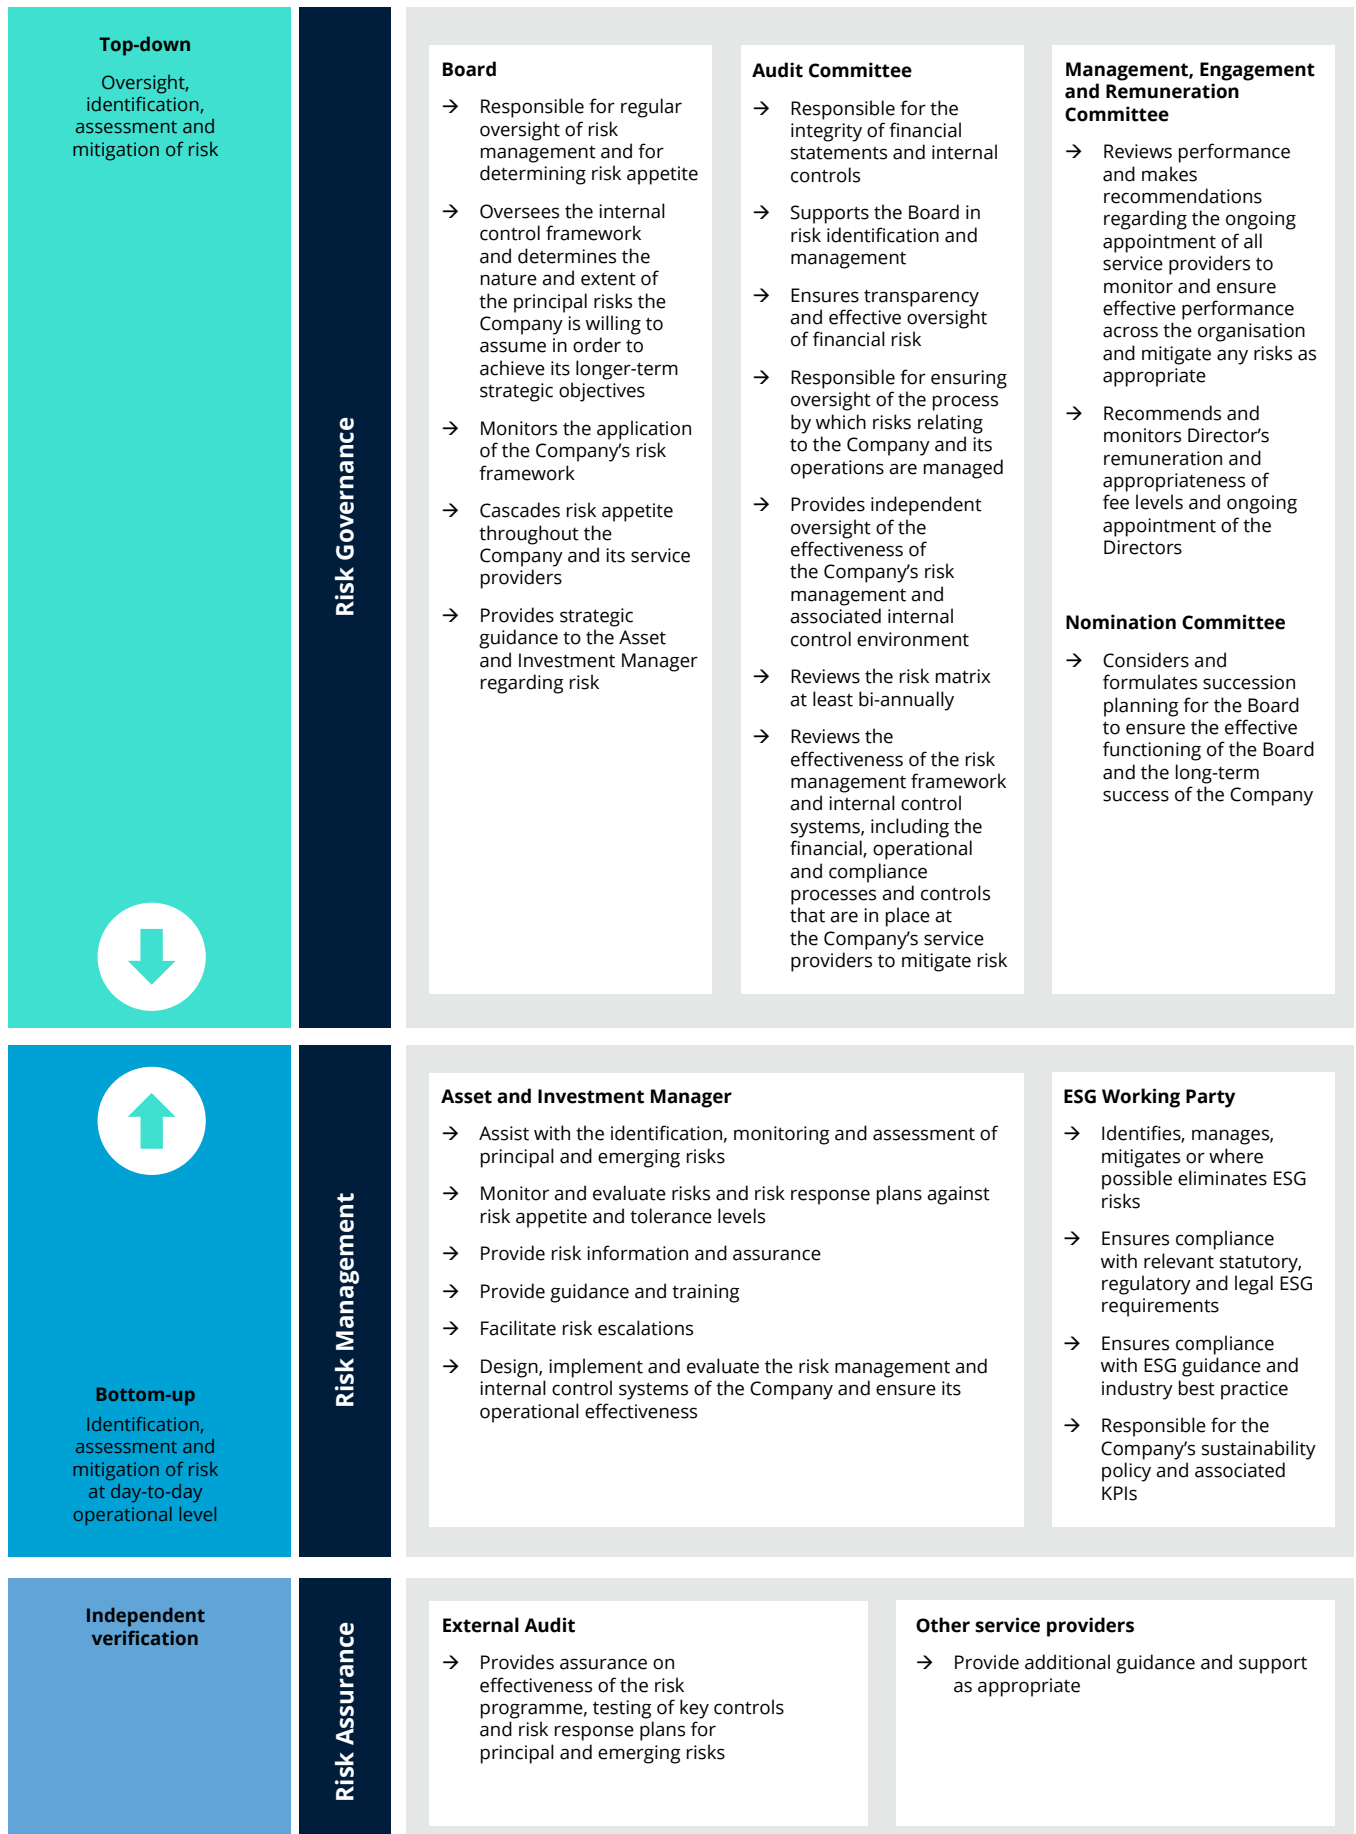 Top-down
Oversight,
identification,
assessment and
mitigation of risk
Risk Governance
Board
→ Responsible for regular
oversight of risk
management and for
determining risk appetite
→ Oversees the internal
control framework
and determines the
nature and extent of
the principal risks the
Company is willing to
assume in order to
achieve its longer-term
strategic objectives
→ Monitors the application
of the Company’s risk
framework
→ Cascades risk appetite
throughout the
Company and its service
providers
→ Provides strategic
guidance to the Asset
and Investment Manager
regarding risk
Audit Committee
→ Responsible for the
integrity of financial
statements and internal
controls
→ Supports the Board in
risk identification and
management
→ Ensures transparency
and effective oversight
of financial risk
→ Responsible for ensuring
oversight of the process
by which risks relating
to the Company and its
operations are managed
→ Provides independent
oversight of the
effectiveness of
the Company’s risk
management and
associated internal
control environment
→ Reviews the risk matrix
at least bi-annually
→ Reviews the
effectiveness of the risk
management framework
and internal control
systems, including the
financial, operational
and compliance
processes and controls
that are in place at
the Company’s service
providers to mitigate risk
Management, Engagement
and Remuneration
Committee
→ Reviews performance
and makes
recommendations
regarding the ongoing
appointment of all
service providers to
monitor and ensure
effective performance
across the organisation
and mitigate any risks as
appropriate
→ Recommends and
monitors Director’s
remuneration and
appropriateness of
fee levels and ongoing
appointment of the
Directors
Nomination Committee
→ Considers and
formulates succession
planning for the Board
to ensure the effective
functioning of the Board
and the long-term
success of the Company
Bottom-up
Identification,
assessment and
mitigation of risk
at day-to-day
operational level
Risk Management
Asset and Investment Manager
→ Assist with the identification, monitoring and assessment of
principal and emerging risks
→ Monitor and evaluate risks and risk response plans against
risk appetite and tolerance levels
→ Provide risk information and assurance
→ Provide guidance and training
→ Facilitate risk escalations
→ Design, implement and evaluate the risk management and
internal control systems of the Company and ensure its
operational effectiveness
ESG Working Party
→ Identifies, manages,
mitigates or where
possible eliminates ESG
risks
→ Ensures compliance
with relevant statutory,
regulatory and legal ESG
requirements
→ Ensures compliance
with ESG guidance and
industry best practice
→ Responsible for the
Company’s sustainability
policy and associated
KPIs
Independent
verification
Risk Assurance
External Audit
→ Provides assurance on
effectiveness of the risk
programme, testing of key controls
and risk response plans for
principal and emerging risks
Other service providers
→ Provide additional guidance and support
as appropriate